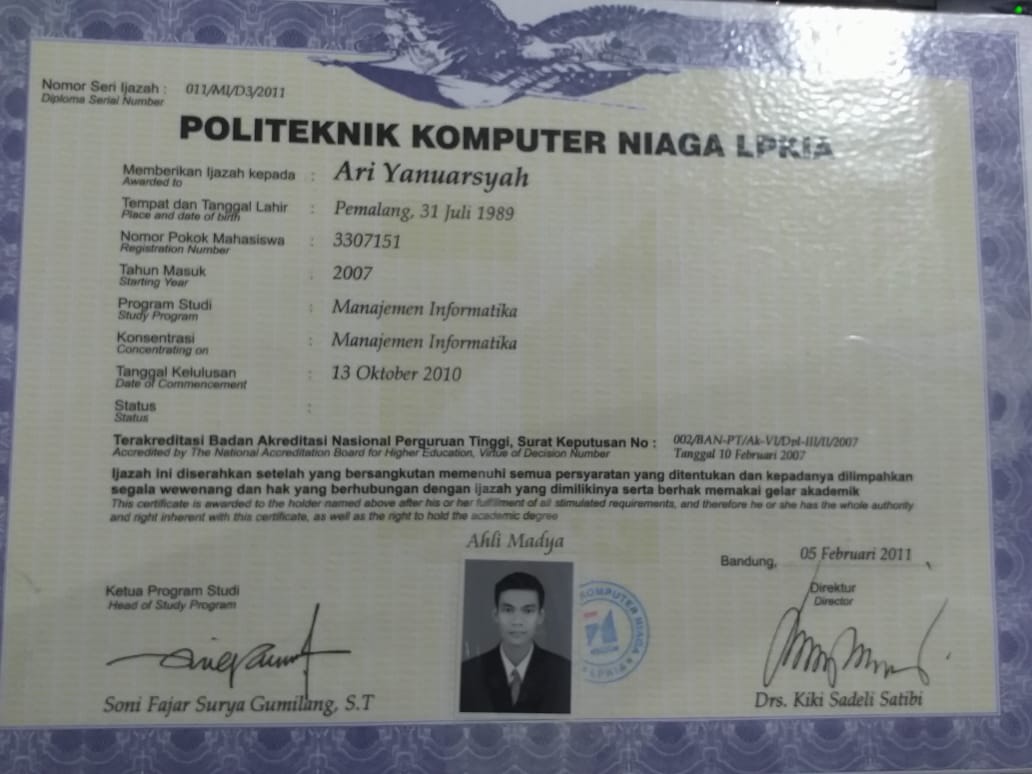 Nomor Seri Ijazah : 011/MI/D3/2011
Diploma Serial Number
POLITEKNIK KOMPUTER NIAGA LPKIA
Memberikan Ijazah kepada : Ari Yanuarsyah
Awarded to
Tempat dan Tanggal Lahir : Pemalang, 31 Juli 1989
Place and date of birth
Nomor Pokok Mahasiswa : 3307151
Registration Number
Tahun Masuk : 2007
Starting Year
Program Studi : Manajemen Informatika
Study Program
Konsentrasi : Manajemen Informatika
Concentrating on
Tanggal Kelulusan : 13 Oktober 2010
Date of Commencement
Status :
Status
Terakreditasi Badan Akreditasi Nasional Perguruan Tinggi, Surat Keputusan No : 002/BAN-PT/Ak-VI/Dpl-III/II/2007
Accredited by The National Accreditation Board for Higher Education, Virtue of Decision Number Tanggal 10 Februari 2007
Ijazah ini diserahkan setelah yang bersangkutan memenuhi semua persyaratan yang ditentukan dan kepadanya dilimpahkan
segala wewenang dan hak yang berhubungan dengan ijazah yang dimilikinya serta berhak memakai gelar akademik
This certificate is awarded to the holder named above after his or her fulfillment of all stimulated requirements, and therefore he or she has the whole authority
and right inherent with this certificate, as well as the right to hold the academic degree
Ahli Madya
Bandung, 05 Februari 2011
Ketua Program Studi
Head of Study Program
Direktur
Director
KOMPUTER NIAGA
LPKIA
Soni Fajar Surya Gumilang, S.T
Drs. Kiki Sadeli Satibi